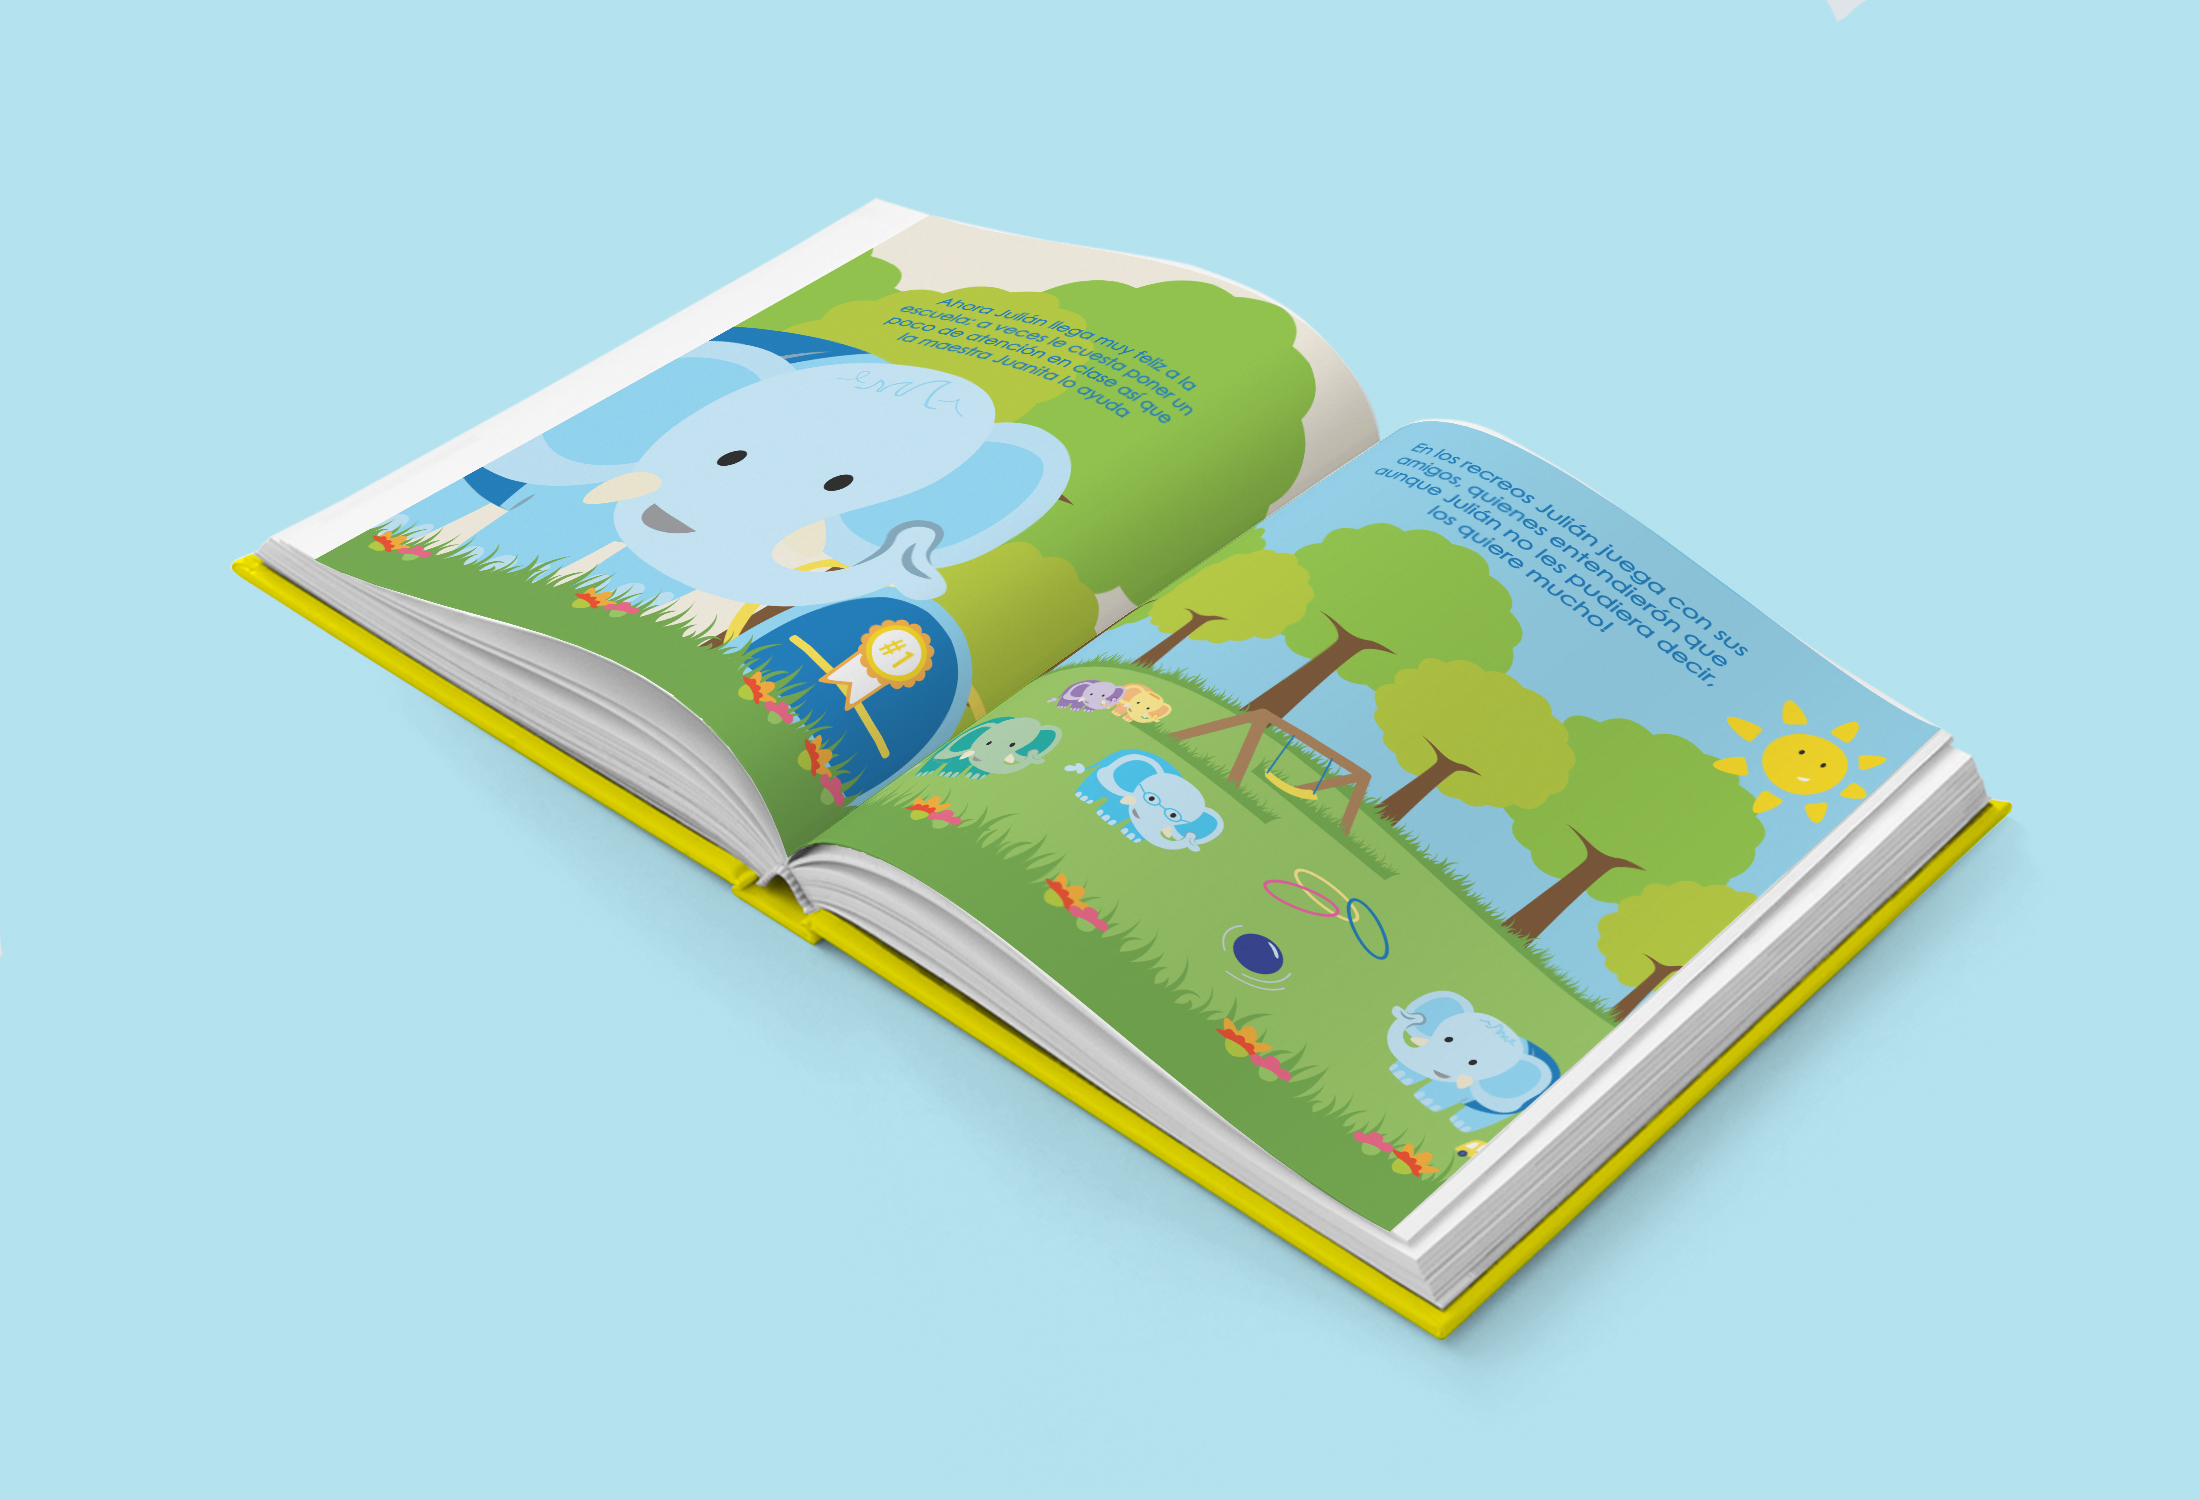 Ahora Julián llega muy feliz a la
escuela; a veces le cuesta poner un
poco de atención en clase así que
la maestra Juanita lo ayuda
#1
En los recreos Julián juega con sus
amigos, quienes entendierón que
aunque Julián no les pudiera decir,
los quiere mucho!